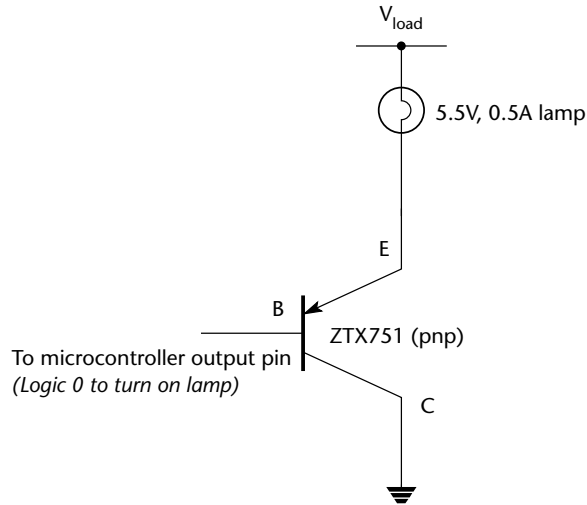 V_load
5.5V, 0.5A lamp
E
B
ZTX751 (pnp)
To microcontroller output pin
(Logic 0 to turn on lamp)
C